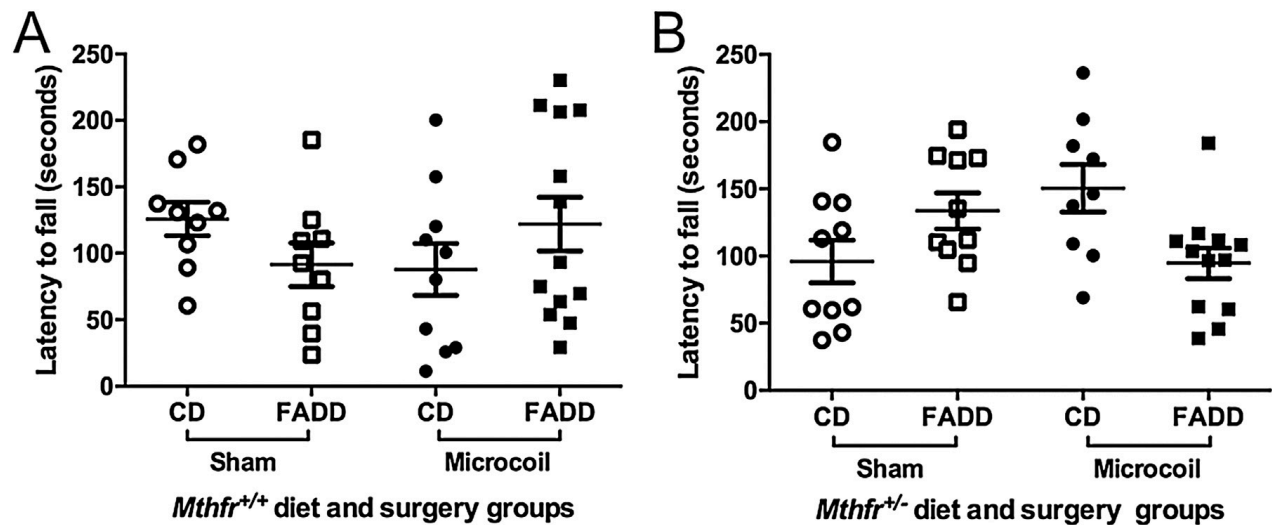 A
Latency to fall (seconds)
250
200
150
100
50
0
CD FADD CD FADD
Sham Microcoil
Mthfr+/+ diet and surgery groups
B
Latency to fall (seconds)
250
200
150
100
50
0
CD FADD CD FADD
Sham Microcoil
Mthfr+/- diet and surgery groups